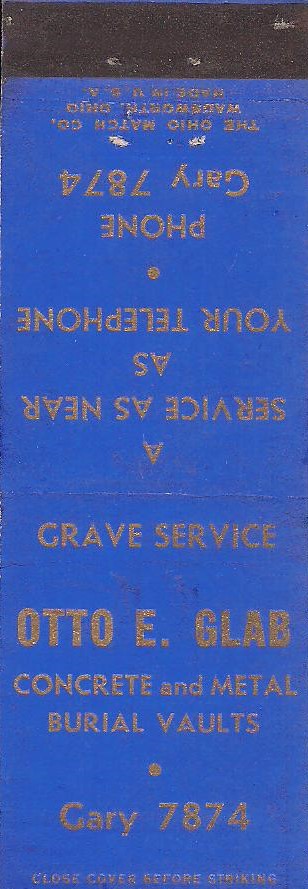 GRAVE SERVICE
OTTO E. GLAB
CONCRETE and METAL
BURIAL VAULTS
•
Gary 7874
CLOSE COVER BEFORE STRIKING
A
SERVICE AS NEAR
AS
YOUR TELEPHONE
•
PHONE
Gary 7874
THE OHIO MATCH CO.
WADSWORTH, OHIO
MADE IN U. S. A.